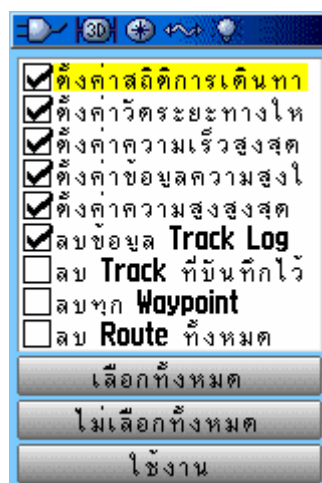 3D
ตั้งค่าสถิติการเดินทา
ตั้งค่าวัดระยะทางให
ตั้งค่าความเร็วสูงสุด
ตั้งค่าข้อมูลความสูงใ
ตั้งค่าความสูงสูงสุด
ลบข้อมูล Track Log
ลบ Track ที่บันทึกไว้
ลบทุก Waypoint
ลบ Route ทั้งหมด
เลือกทั้งหมด
ไม่เลือกทั้งหมด
ใช้งาน